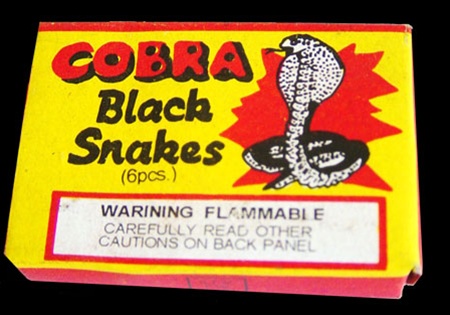 COBRA
Black
Snakes
(6pcs.)
WARINING FLAMMABLE
CAREFULLY READ OTHER
CAUTIONS ON BACK PANEL